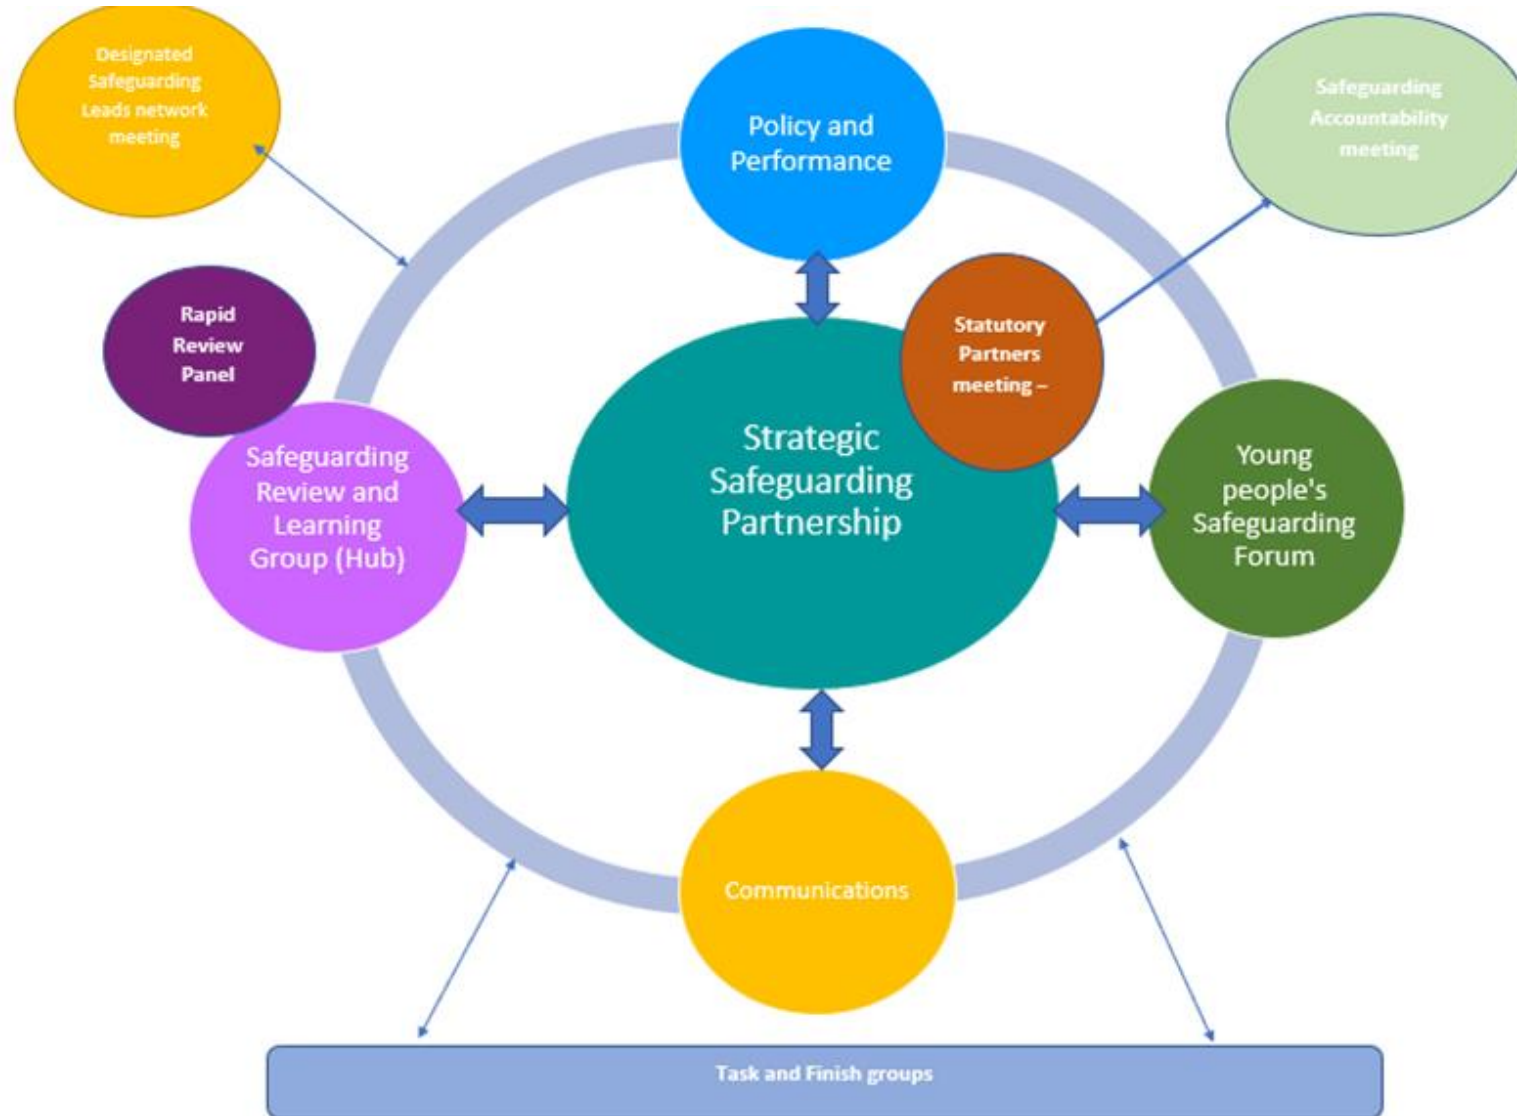 Designated
Safeguarding
Leads network
meeting
Policy and
Performance
Safeguarding
Accountability
meeting
Rapid
Review
Panel
Statutory
Partners
meeting –
Safeguarding
Review and
Learning
Group (Hub)
Strategic
Safeguarding
Partnership
Young
people's
Safeguarding
Forum
Communications
Task and Finish groups